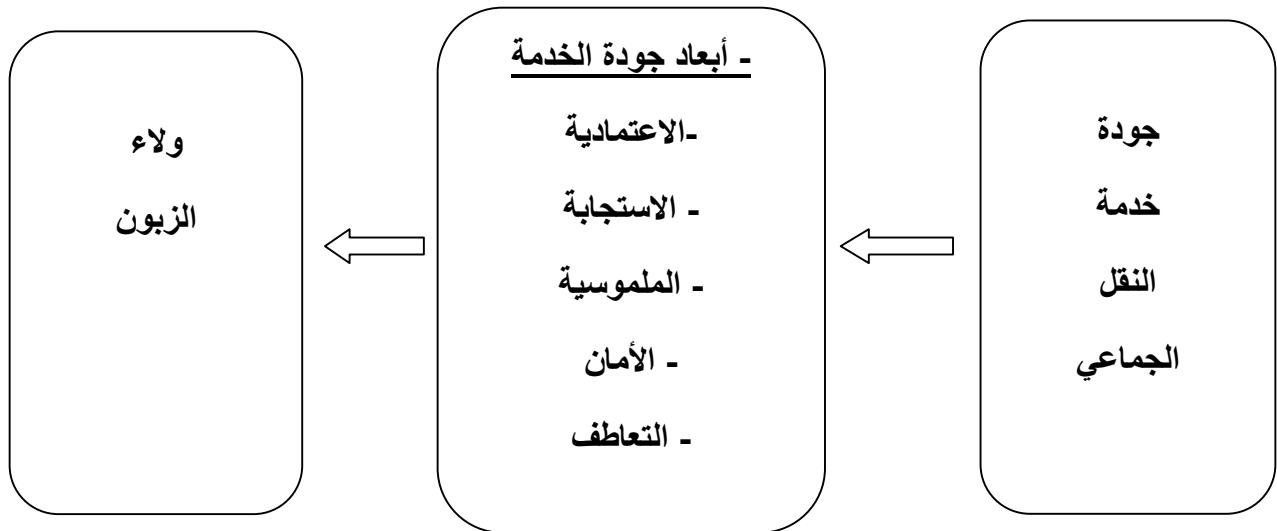 جودة
خدمة
النقل
الجماعي
- أبعاد جودة الخدمة
-الاعتمادية
- الاستجابة
- الملموسية
- الأمان
- التعاطف
ولاء
الزبون